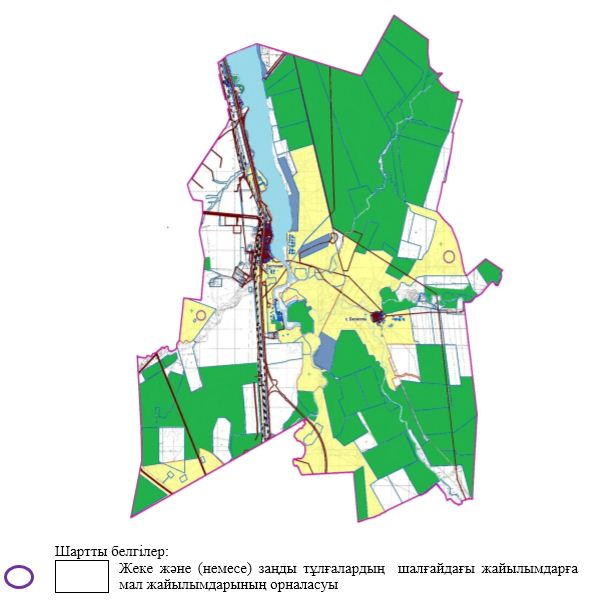 Шартты белгілер:
Жеке және (немесе) заңды тұлғалардың шалғайдағы жайылымдарға
мал жайылымдарының орналасуы